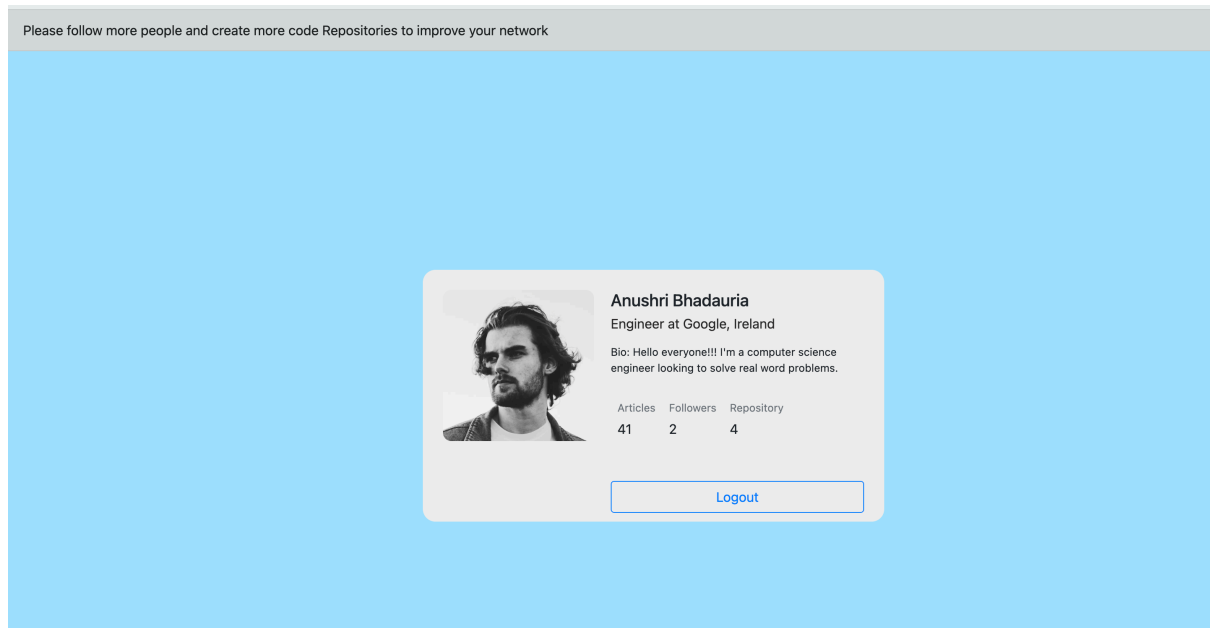 Please follow more people and create more code Repositories to improve your network
Anushri Bhadauria
Engineer at Google, Ireland
Bio: Hello everyone!!! I'm a computer science
engineer looking to solve real word problems.
Articles Followers Repository
41 2 4
Logout